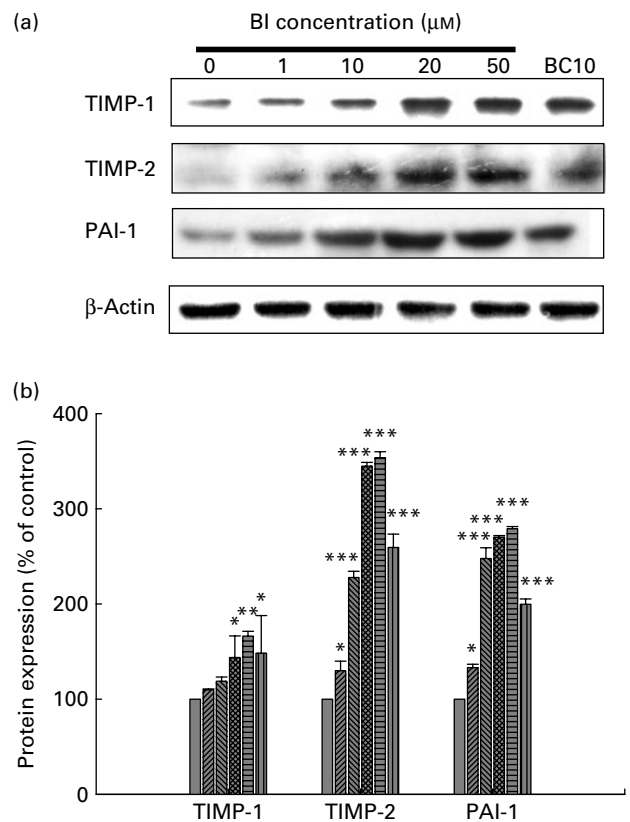 (a)
BI concentration (μM)
0 1 10 20 50 BC10
TIMP-1
TIMP-2
PAI-1
β-Actin
(b)
Protein expression (% of control)
400
300
200
100
0
* ** *
* *** *** *** ***
* *** *** *** ***
TIMP-1 TIMP-2 PAI-1